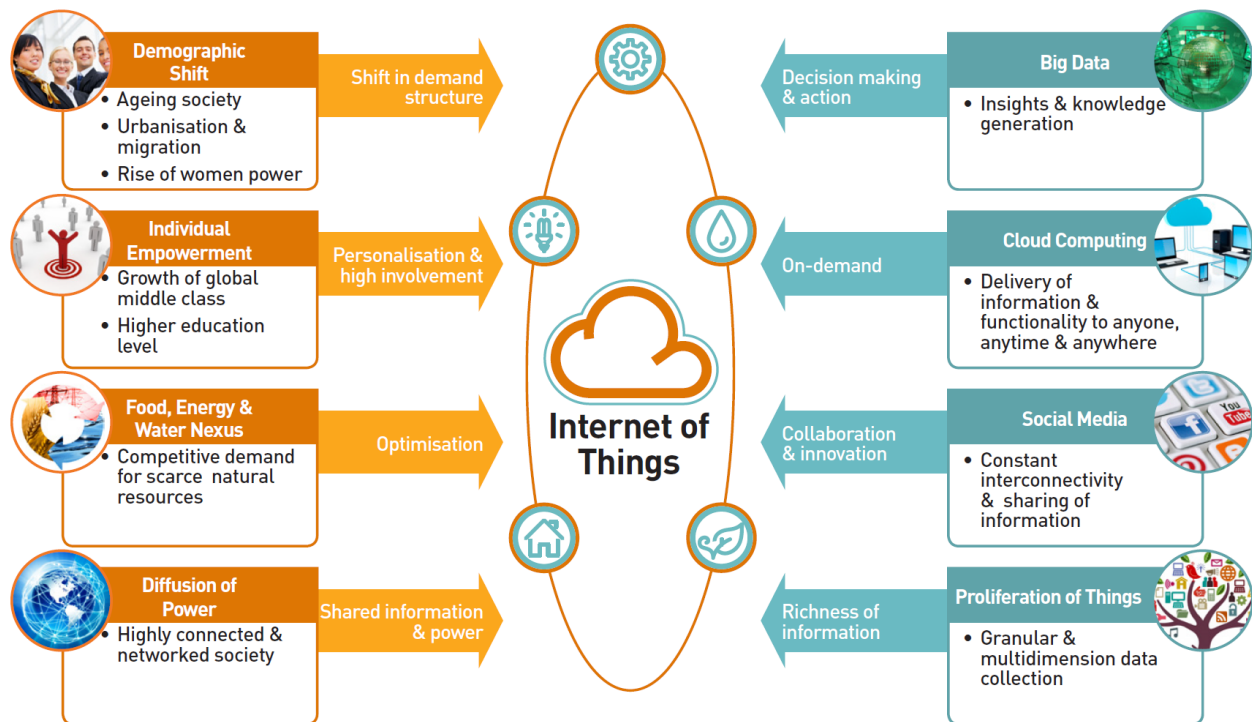 Demographic
Shift
• Ageing society
• Urbanisation &
migration
• Rise of women power
Shift in demand
structure
Individual
Empowerment
• Growth of global
middle class
• Higher education
level
Personalisation &
high involvement
Food, Energy &
Water Nexus
• Competitive demand
for scarce natural
resources
Optimisation
Diffusion of
Power
• Highly connected &
networked society
Shared information
& power
Internet of
Things
Decision making
& action
Big Data
• Insights & knowledge
generation
On-demand
Cloud Computing
• Delivery of
information &
functionality to anyone,
anytime & anywhere
Collaboration
& innovation
Social Media
You
Tube
• Constant
interconnectivity
& sharing of
information
Richness of
information
Proliferation of Things
• Granular &
multidimension data
collection